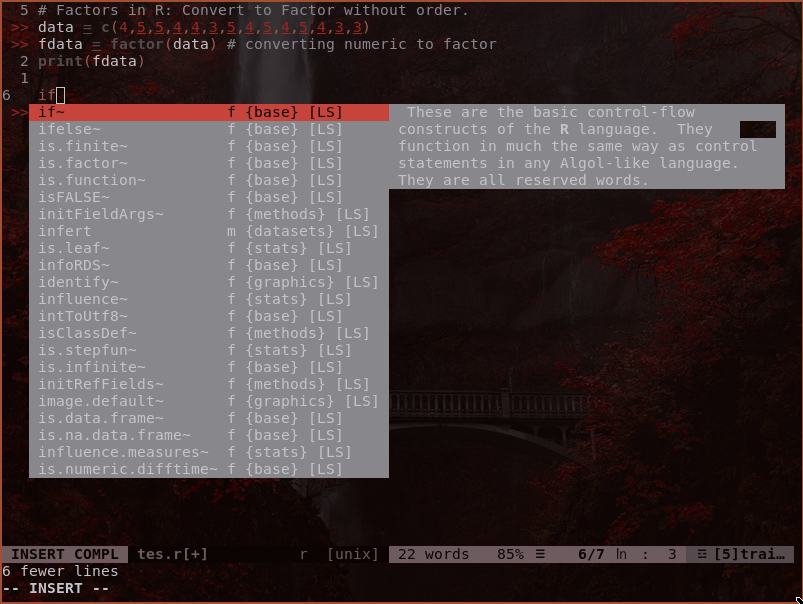 5 # Factors in R: Convert to Factor without order.
>> data = c(4,5,5,4,4,3,5,4,5,4,5,4,3,3)
>> fdata = factor(data) # converting numeric to factor
2 print(fdata)
1
6 if
>> if~ f {base} [LS]
ifelse~ f {base} [LS]
is.finite~ f {base} [LS]
is.factor~ f {base} [LS]
is.function~ f {base} [LS]
isFALSE~ f {base} [LS]
initFieldArgs~ f {methods} [LS]
infert m {datasets} [LS]
is.leaf~ f {stats} [LS]
infoRDS~ f {base} [LS]
identify~ f {graphics} [LS]
influence~ f {stats} [LS]
intToUtf8~ f {base} [LS]
isClassDef~ f {methods} [LS]
is.stepfun~ f {stats} [LS]
is.infinite~ f {base} [LS]
initRefFields~ f {methods} [LS]
image.default~ f {graphics} [LS]
is.data.frame~ f {base} [LS]
is.na.data.frame~ f {base} [LS]
influence.measures~ f {stats} [LS]
is.numeric.difftime~ f {base} [LS]
These are the basic control-flow
constructs of the R language. They
function in much the same way as control
statements in any Algol-like language.
They are all reserved words.
INSERT COMPL tes.r[+] r [unix] 22 words 85% ☰ 6/7 ln : 3 ☲ [5]trai…
6 fewer lines
-- INSERT --